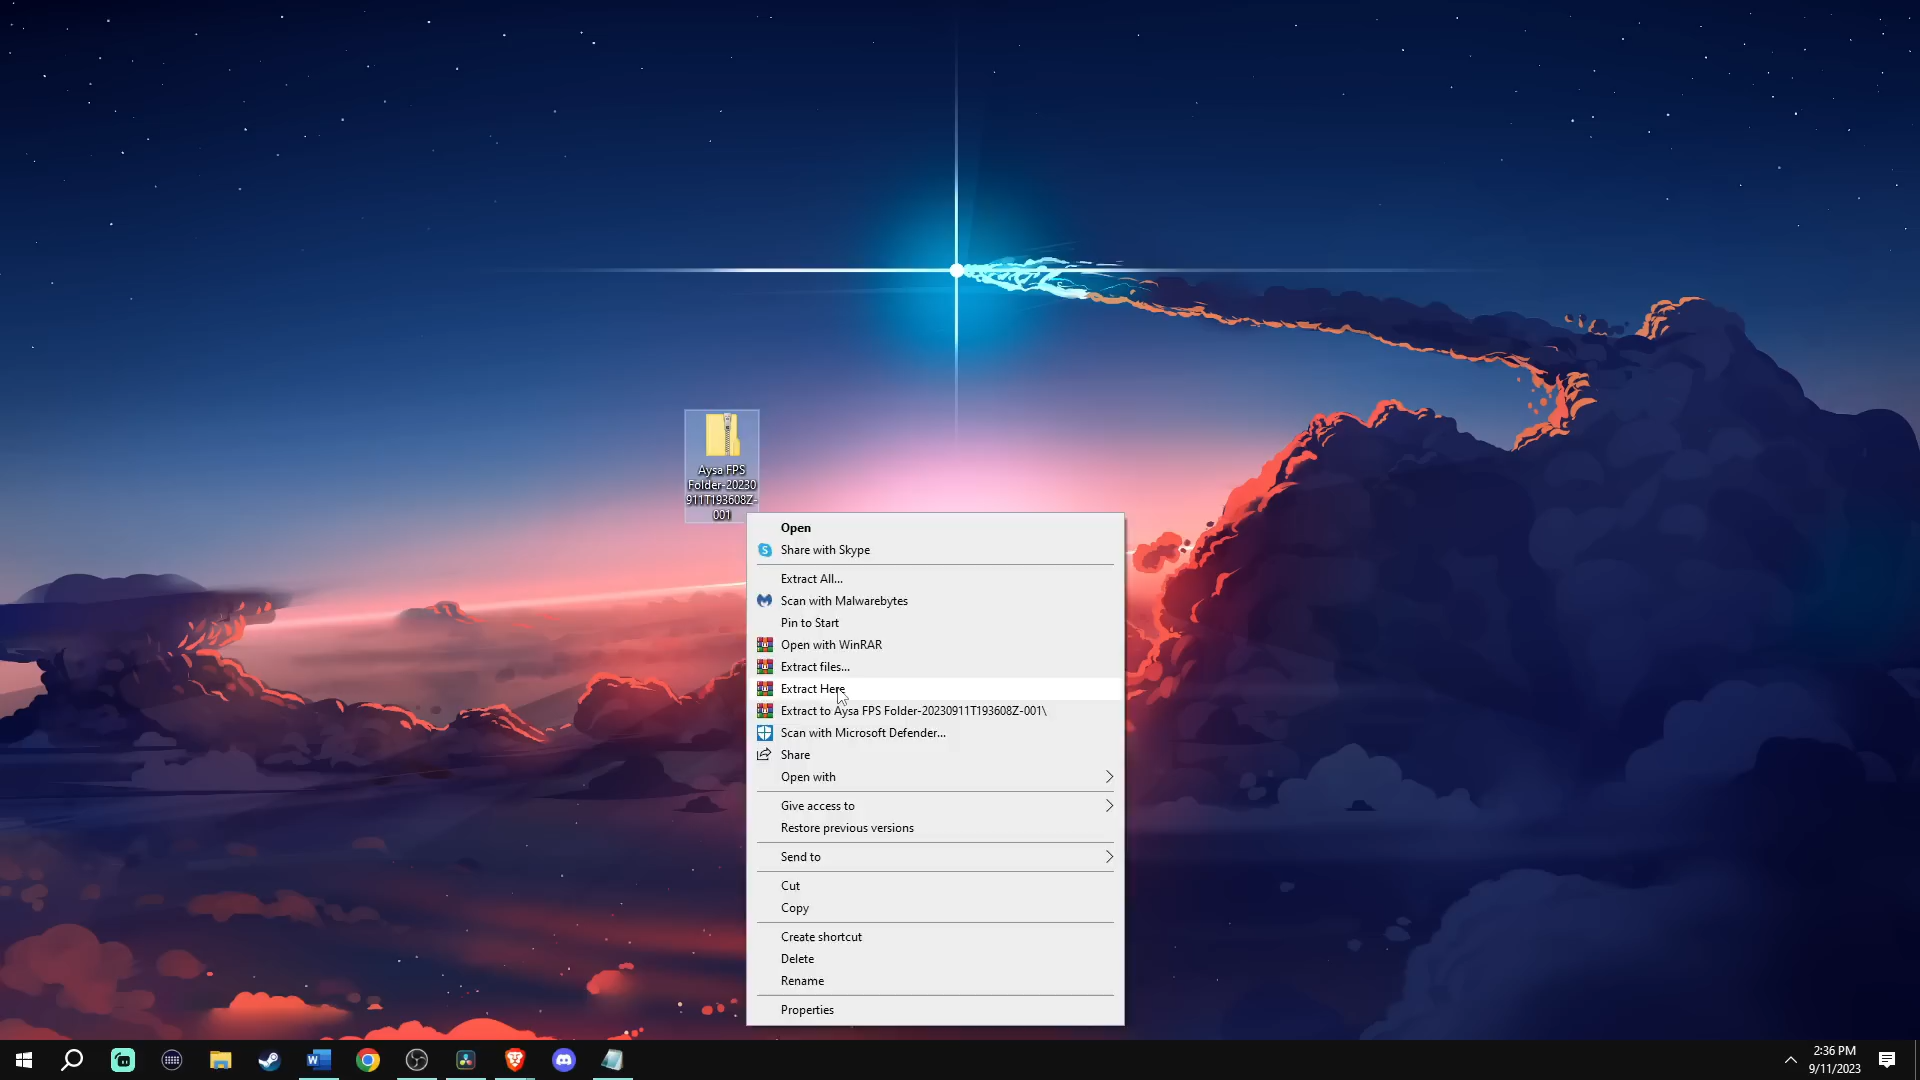 Aysa FPS
Folder-20230
911T193608Z-
001
Open
Share with Skype
Extract All...
Scan with Malwarebytes
Pin to Start
Open with WinRAR
Extract files...
Extract Here
Extract to Aysa FPS Folder-20230911T193608Z-001\
Scan with Microsoft Defender...
Share
Open with
Give access to
Restore previous versions
Send to
Cut
Copy
Create shortcut
Delete
Rename
Properties
2:36 PM
9/11/2023